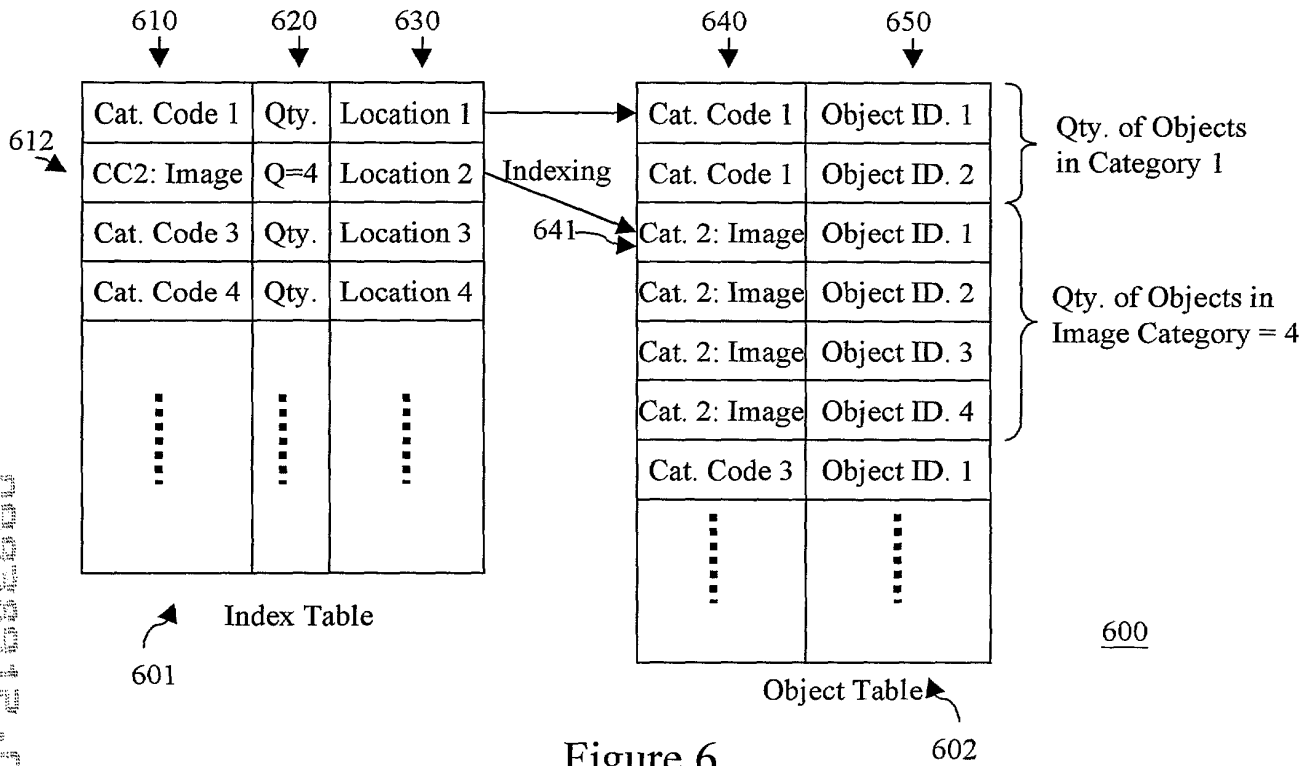 610 620 630 640 650
Cat. Code 1 Qty. Location 1
CC2: Image Q=4 Location 2
Cat. Code 3 Qty. Location 3
Cat. Code 4 Qty. Location 4
612
Indexing
641
Index Table
601
Cat. Code 1 Object ID. 1
Cat. Code 1 Object ID. 2
Cat. 2: Image Object ID. 1
Cat. 2: Image Object ID. 2
Cat. 2: Image Object ID. 3
Cat. 2: Image Object ID. 4
Cat. Code 3 Object ID. 1
Qty. of Objects
in Category 1
Qty. of Objects in
Image Category = 4
600
Object Table
602
Figure 6